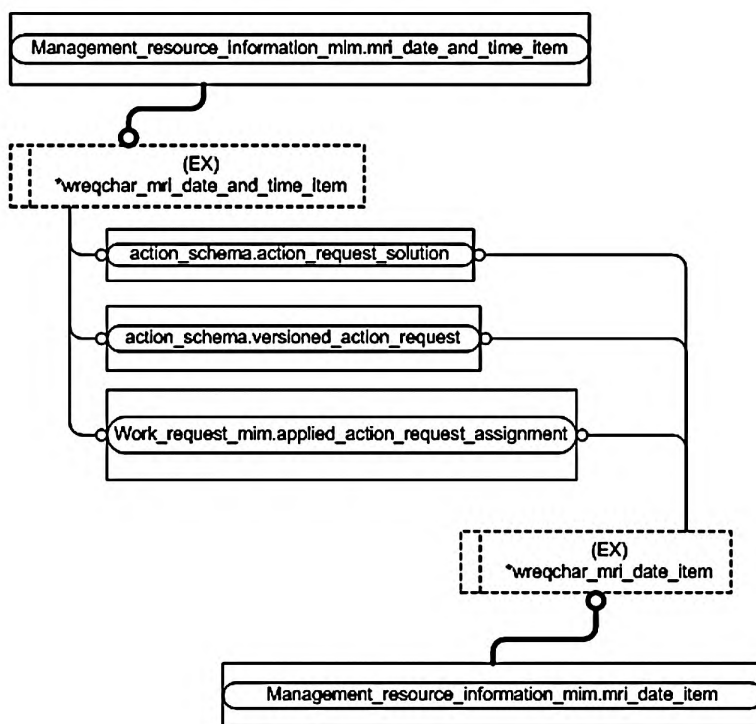 Management_resource_information_mim.mri_date_and_time_item
(EX)
*wreqchar_mri_date_and_time_item
action_schema.action_request_solution
action_schema.versioned_action_request
Work_request_mim.applied_action_request_assignment
(EX)
*wreqchar_mri_date_item
Management_resource_information_mim.mri_date_item